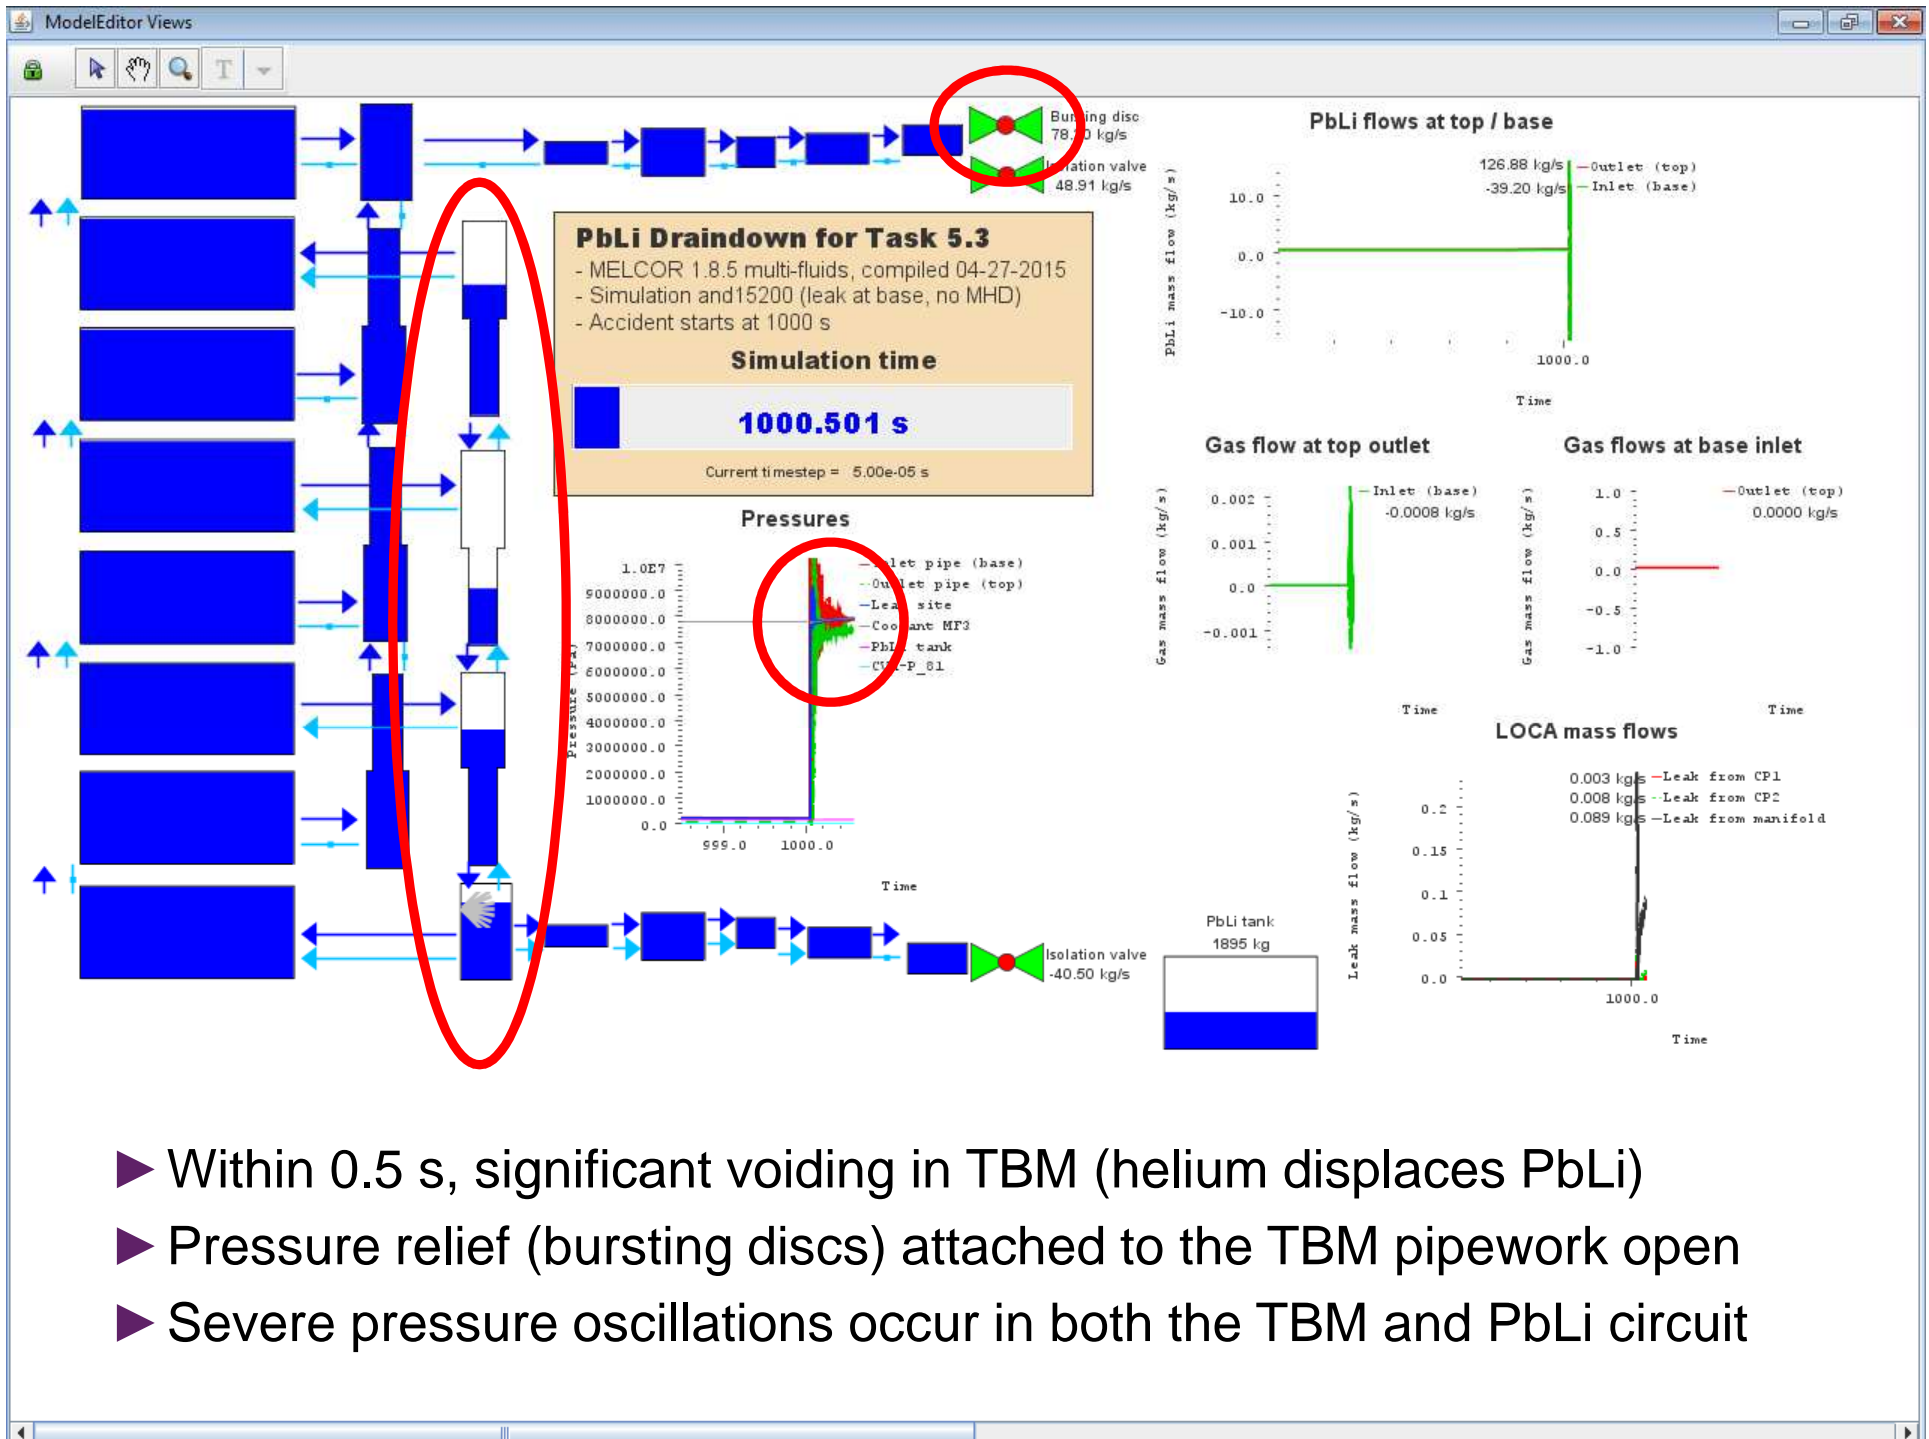 ModelEditor Views
T
Bursting disc
78.20 kg/s
Isolation valve
48.91 kg/s
PbLi Draindown for Task 5.3
- MELCOR 1.8.5 multi-fluids, compiled 04-27-2015
- Simulation and15200 (leak at base, no MHD)
- Accident starts at 1000 s
Simulation time
1000.501 s
Current timestep = 5.00e-05 s
PbLi flows at top / base
126.88 kg/s
Outlet (top)
-39.20 kg/s
Inlet (base)
PbLi mass flow (kg/s)
10.0
0.0
-10.0
1000.0
Time
Gas flow at top outlet
Inlet (base)
-0.0008 kg/s
Gas mass flow (kg/s)
0.002
0.001
0.0
-0.001
Time
Gas flows at base inlet
Outlet (top)
0.0000 kg/s
Gas mass flow (kg/s)
1.0
0.5
0.0
-0.5
-1.0
Time
Pressures
Inlet pipe (base)
Outlet pipe (top)
Leak site
Coolant MF3
PbLi tank
Pressure (Pa)
1.0E7
9000000.0
8000000.0
7000000.0
6000000.0
5000000.0
4000000.0
3000000.0
2000000.0
1000000.0
0.0
999.0
1000.0
Time
LOCA mass flows
0.003 kg/s
Leak from CP1
0.008 kg/s
Leak from CP2
0.089 kg/s
Leak from manifold
Leak mass flow (kg/s)
0.2
0.15
0.1
0.05
0.0
1000.0
Time
Isolation valve
-40.50 kg/s
PbLi tank
1895 kg
Within 0.5 s, significant voiding in TBM (helium displaces PbLi)
Pressure relief (bursting discs) attached to the TBM pipework open
Severe pressure oscillations occur in both the TBM and PbLi circuit